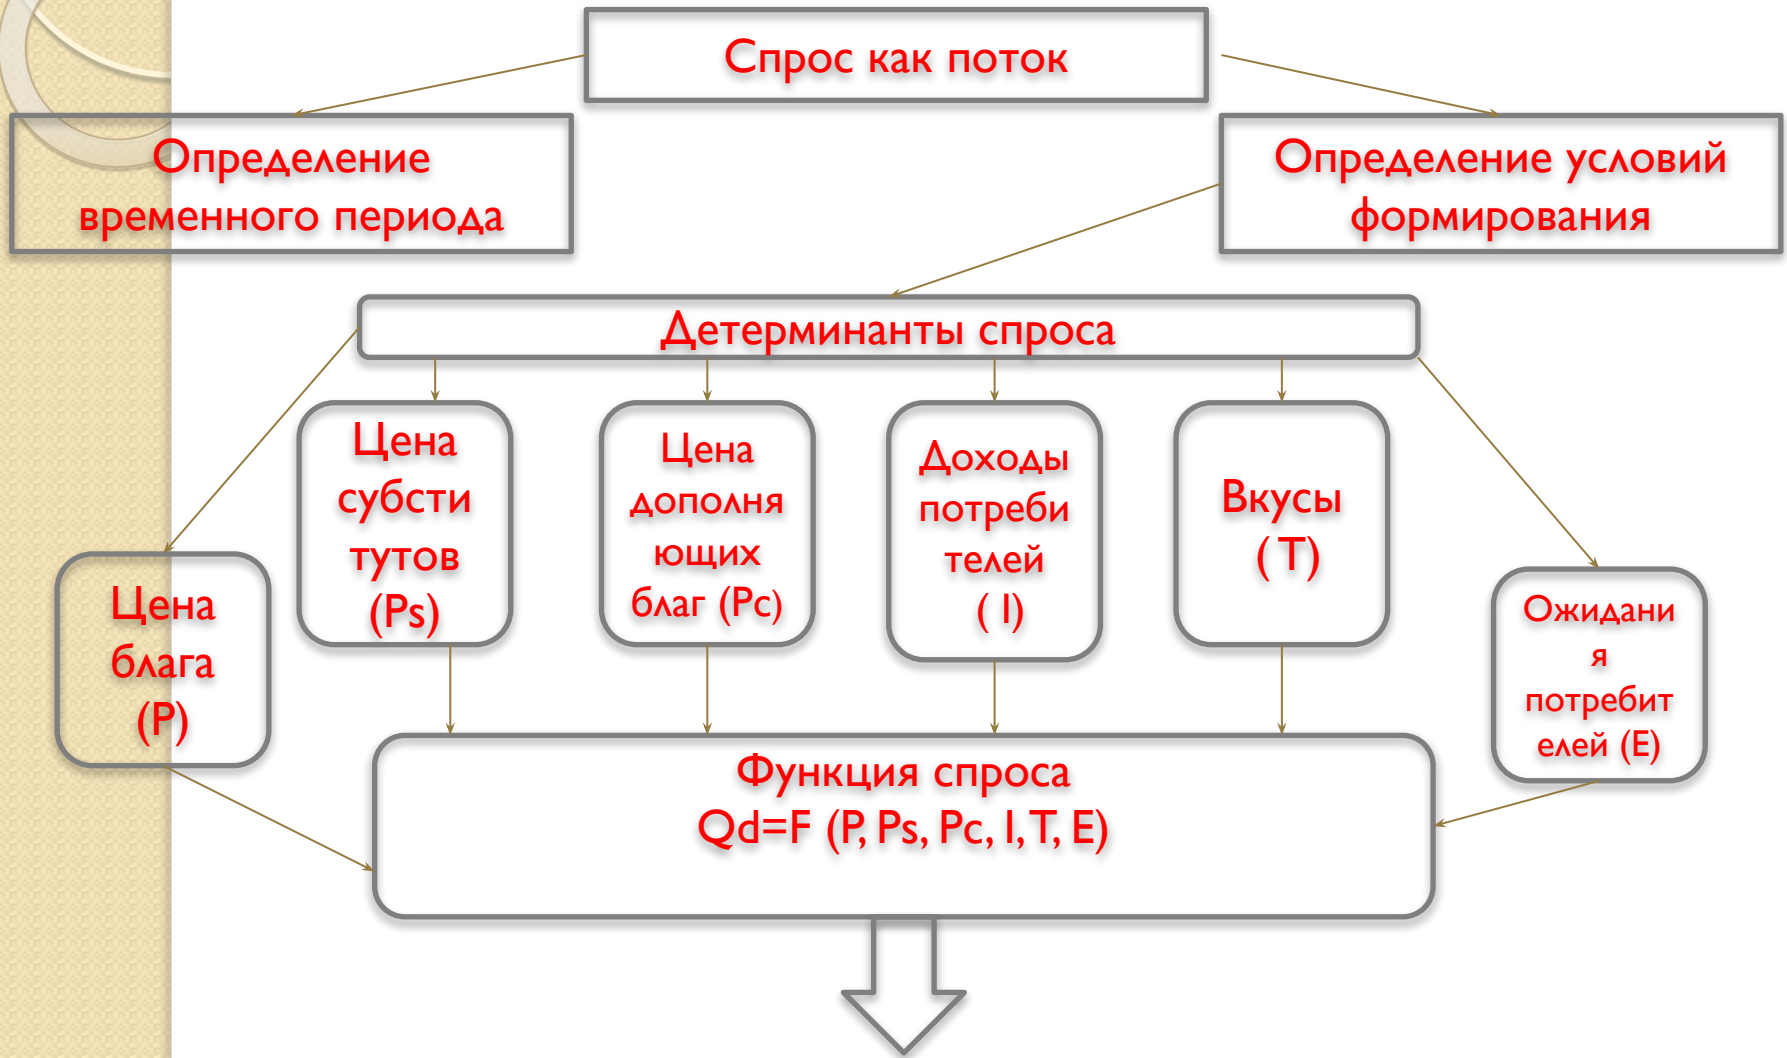 Спрос как поток
Определение
временного периода
Определение условий
формирования
Детерминанты спроса
Цена
блага
(P)
Цена
субсти
тутов
(Ps)
Цена
дополня
ющих
благ (Pc)
Доходы
потреби
телей
( I)
Вкусы
( T)
Ожидани
я
потребит
елей (E)
Функция спроса
Qd=F (P, Ps, Pc, I, T, E)